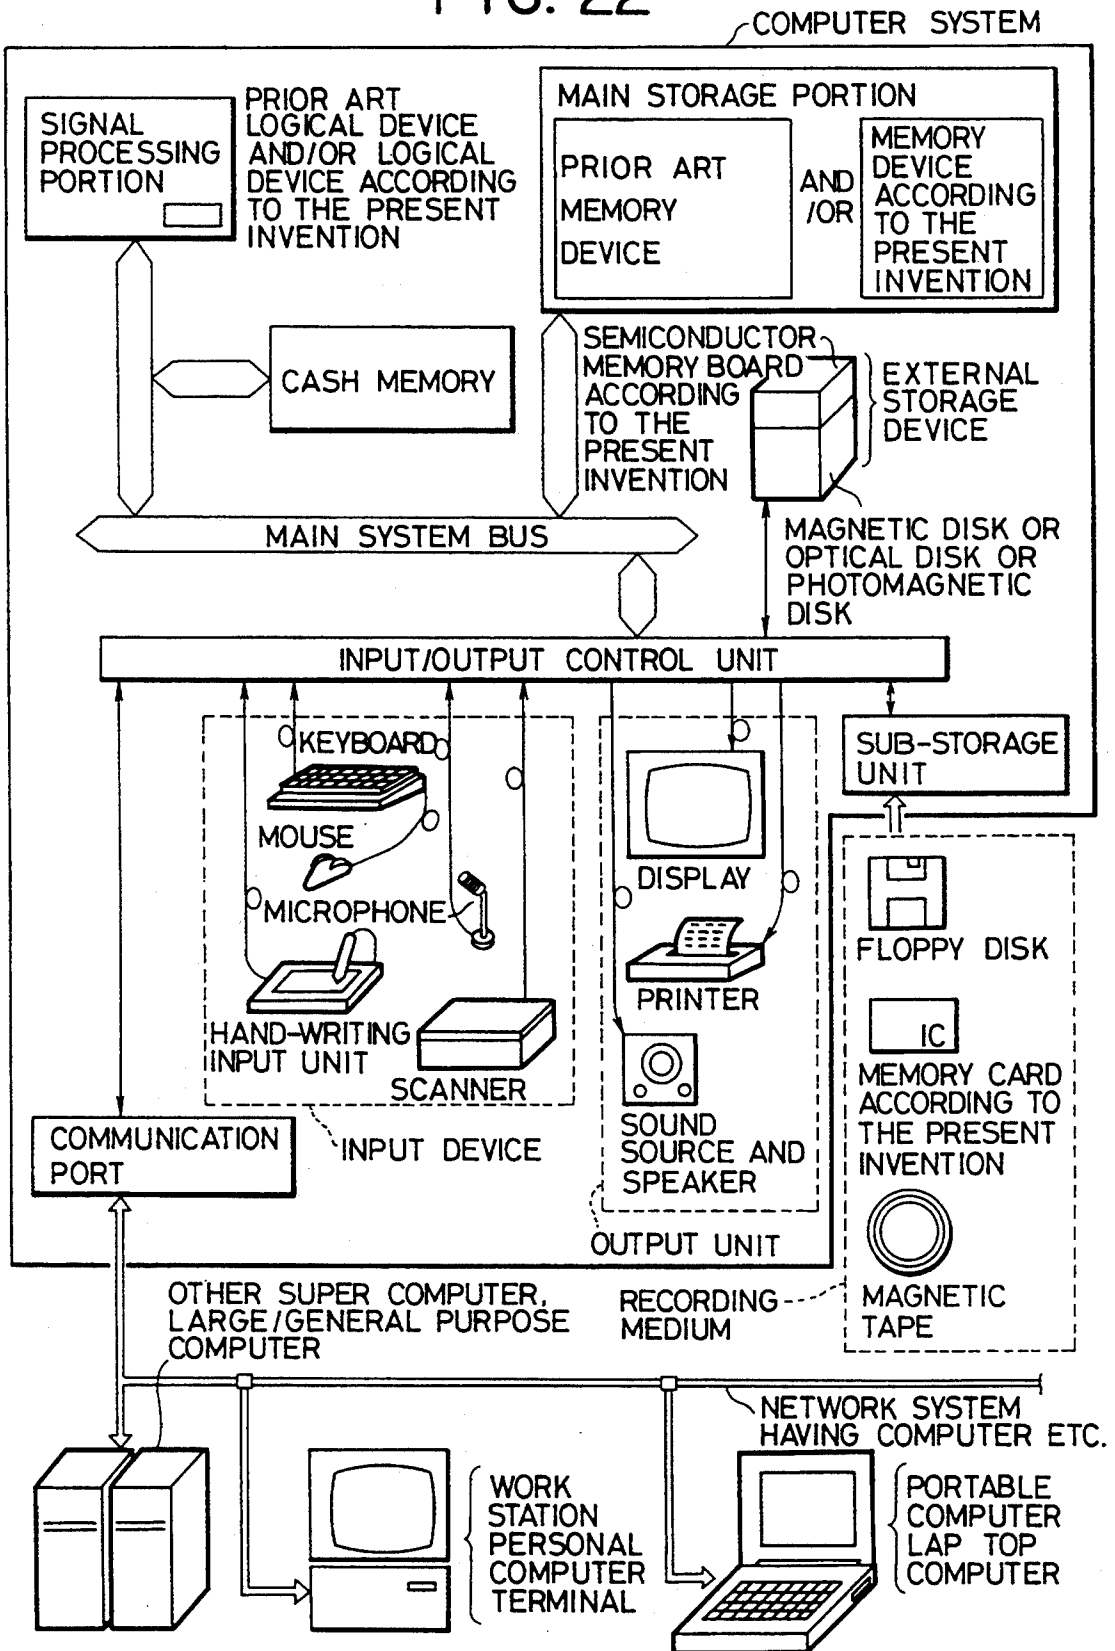 FIG. 22
COMPUTER SYSTEM
SIGNAL
PROCESSING
PORTION
PRIOR ART
LOGICAL DEVICE
AND/OR LOGICAL
DEVICE ACCORDING
TO THE PRESENT
INVENTION
MAIN STORAGE PORTION
PRIOR ART
MEMORY
DEVICE
AND
/OR
MEMORY
DEVICE
ACCORDING
TO THE
PRESENT
INVENTION
CASH MEMORY
SEMICONDUCTOR
MEMORY BOARD
ACCORDING
TO THE
PRESENT
INVENTION
EXTERNAL
STORAGE
DEVICE
MAIN SYSTEM BUS
MAGNETIC DISK OR
OPTICAL DISK OR
PHOTOMAGNETIC
DISK
INPUT/OUTPUT CONTROL UNIT
KEYBOARD
MOUSE
MICROPHONE
HAND-WRITING
INPUT UNIT
SCANNER
INPUT DEVICE
DISPLAY
PRINTER
SOUND
SOURCE AND
SPEAKER
OUTPUT UNIT
SUB-STORAGE
UNIT
FLOPPY DISK
IC
MEMORY CARD
ACCORDING TO
THE PRESENT
INVENTION
MAGNETIC
TAPE
RECORDING
MEDIUM
COMMUNICATION
PORT
OTHER SUPER COMPUTER,
LARGE/GENERAL PURPOSE
COMPUTER
NETWORK SYSTEM
HAVING COMPUTER ETC.
WORK
STATION
PERSONAL
COMPUTER
TERMINAL
PORTABLE
COMPUTER
LAP TOP
COMPUTER